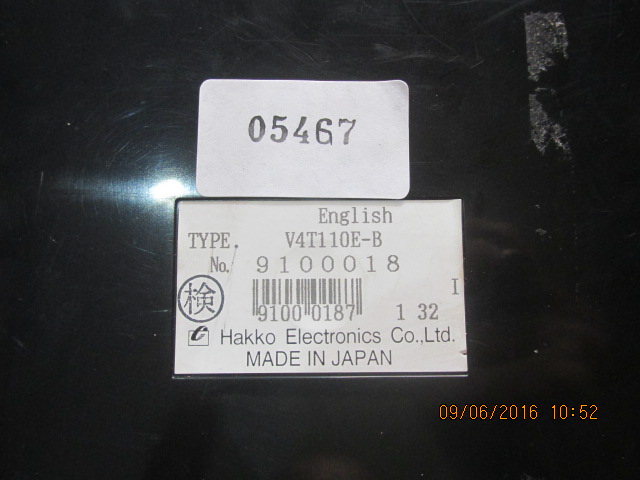 05467
English
TYPE. V4T110E-B
No. 9100018
I
検
9100 0187 1 32
Hakko Electronics Co.,Ltd.
MADE IN JAPAN
09/06/2016 10:52